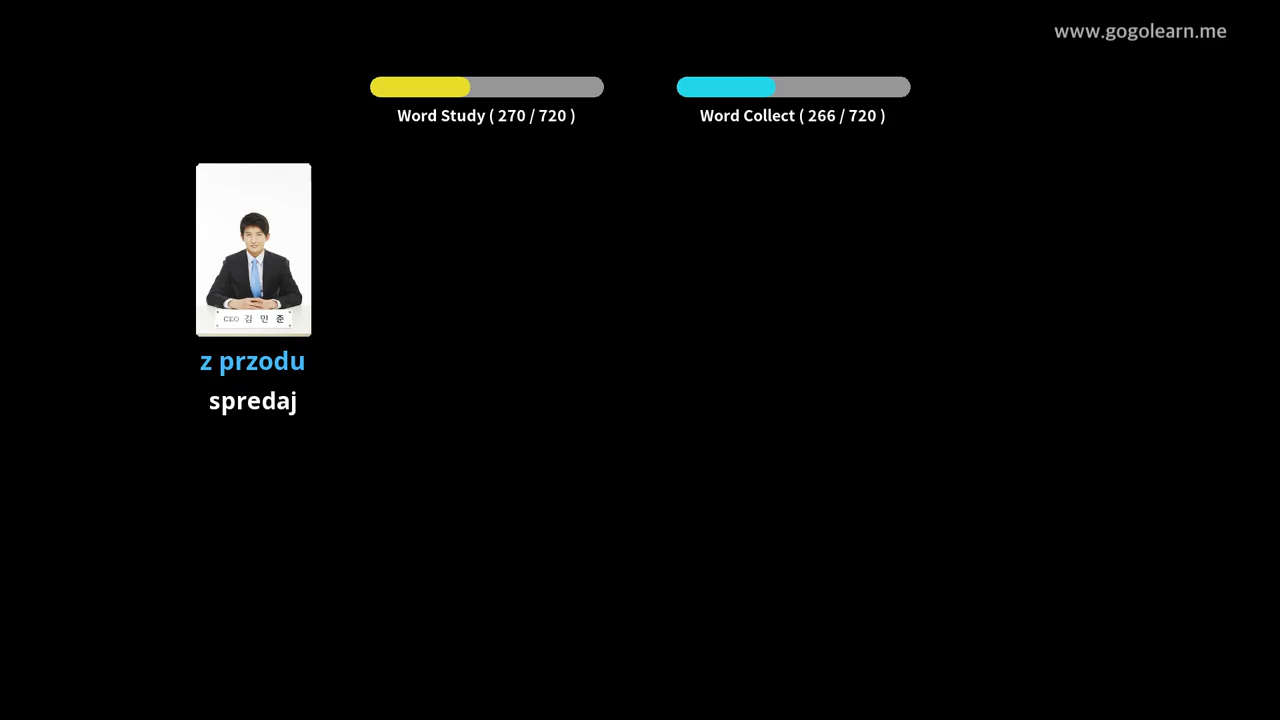 www.gogolearn.me
Word Study ( 270 / 720 )
Word Collect ( 266 / 720 )
CEO 김 민 준
z przodu
spredaj